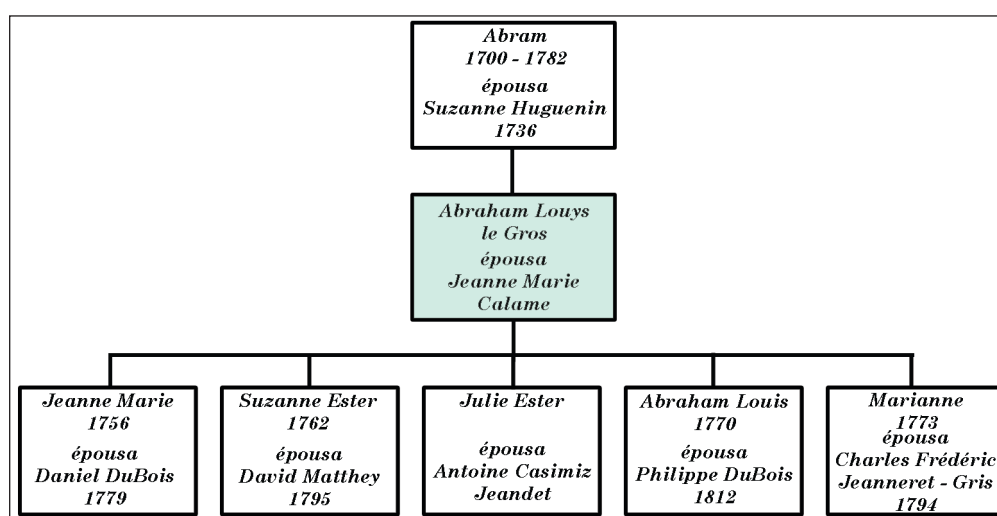 Abram
1700 - 1782
épousa
Suzanne Huguenin
1736
Abraham Louys
le Gros
épousa
Jeanne Marie
Calame
Jeanne Marie
1756
épousa
Daniel DuBois
1779
Suzanne Ester
1762
épousa
David Matthey
1795
Julie Ester
épousa
Antoine Casimiz
Jeandet
Abraham Louis
1770
épousa
Philippe DuBois
1812
Marianne
1773
épousa
Charles Frédéric
Jeanneret - Gris
1794